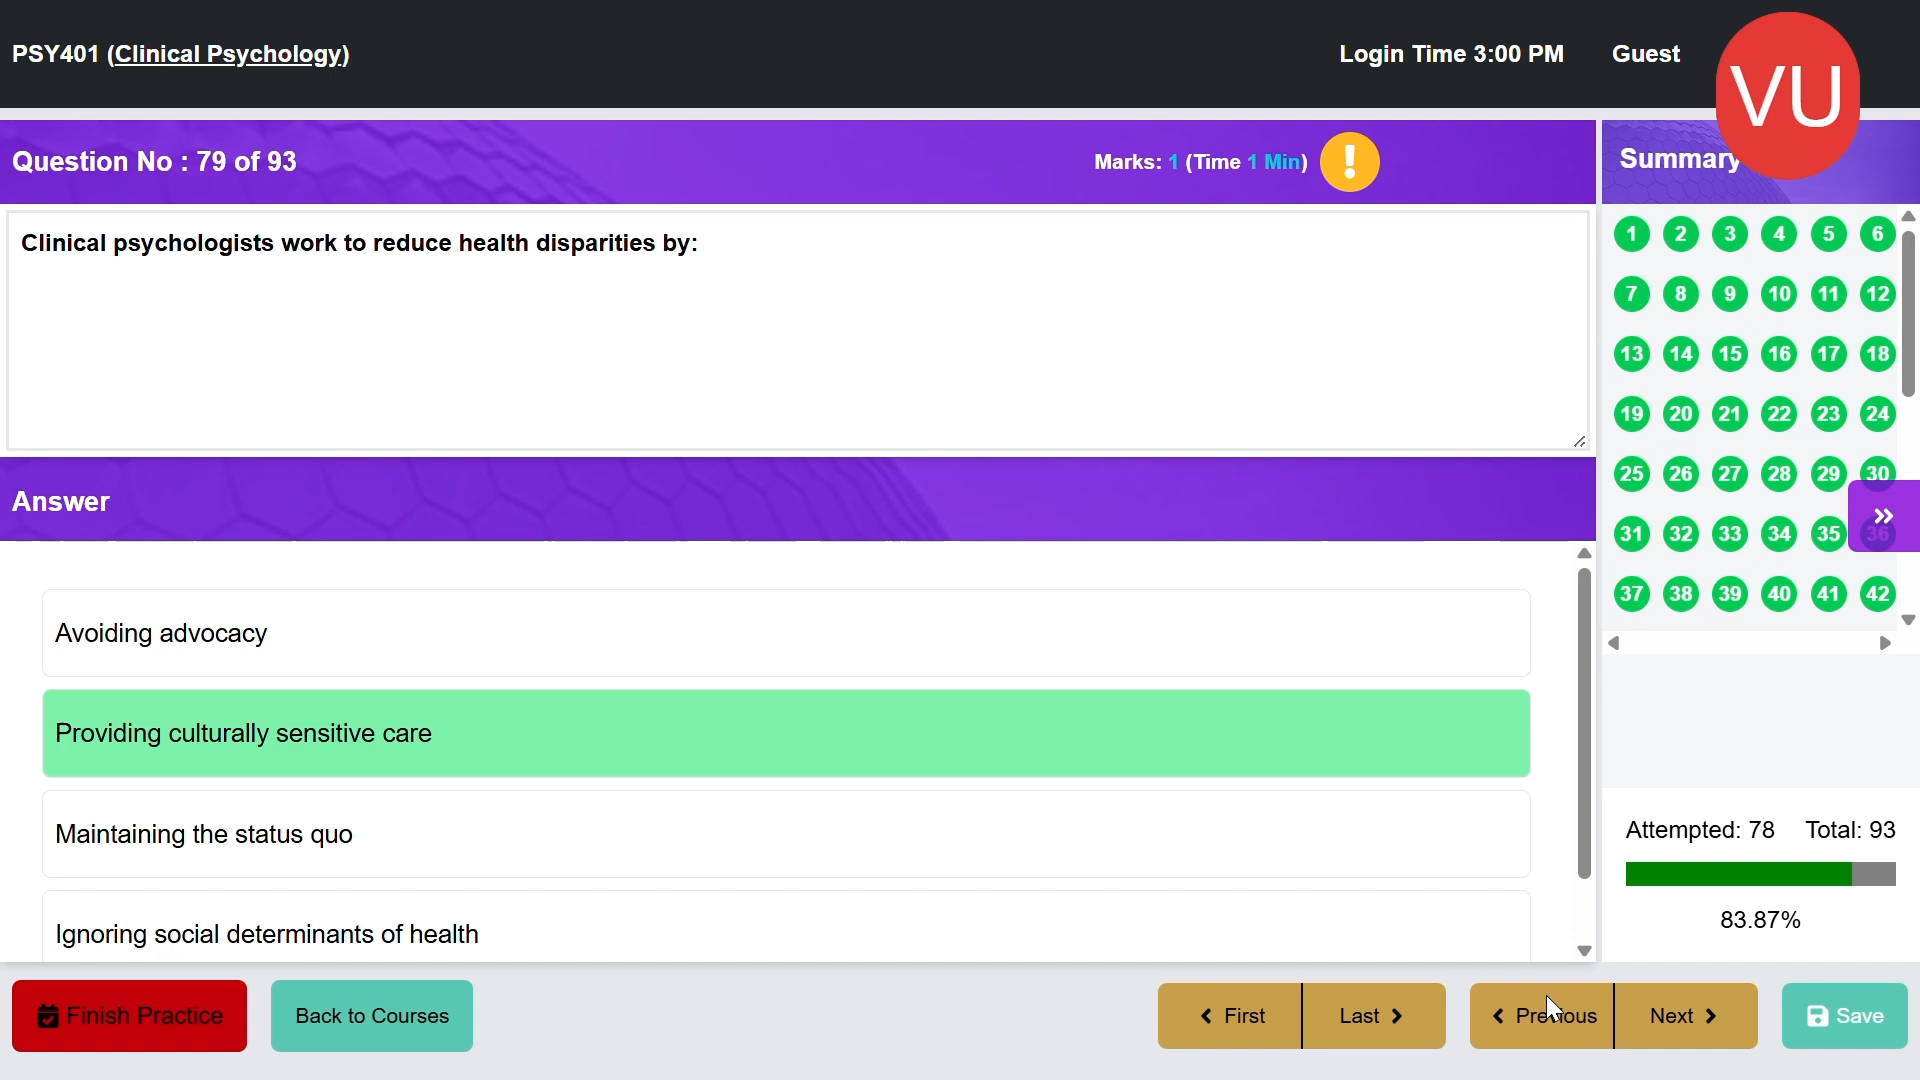 PSY401 (Clinical Psychology)
Login Time 3:00 PM
Guest
VU
Question No : 79 of 93
Marks: 1 (Time 1 Min)
Summary
Clinical psychologists work to reduce health disparities by:
1 2 3 4 5 6
7 8 9 10 11 12
13 14 15 16 17 18
19 20 21 22 23 24
25 26 27 28 29 30
31 32 33 34 35 36
37 38 39 40 41 42
Answer
Avoiding advocacy
Providing culturally sensitive care
Maintaining the status quo
Ignoring social determinants of health
Attempted: 78 Total: 93
83.87%
Finish Practice
Back to Courses
First
Last
Previous
Next
Save